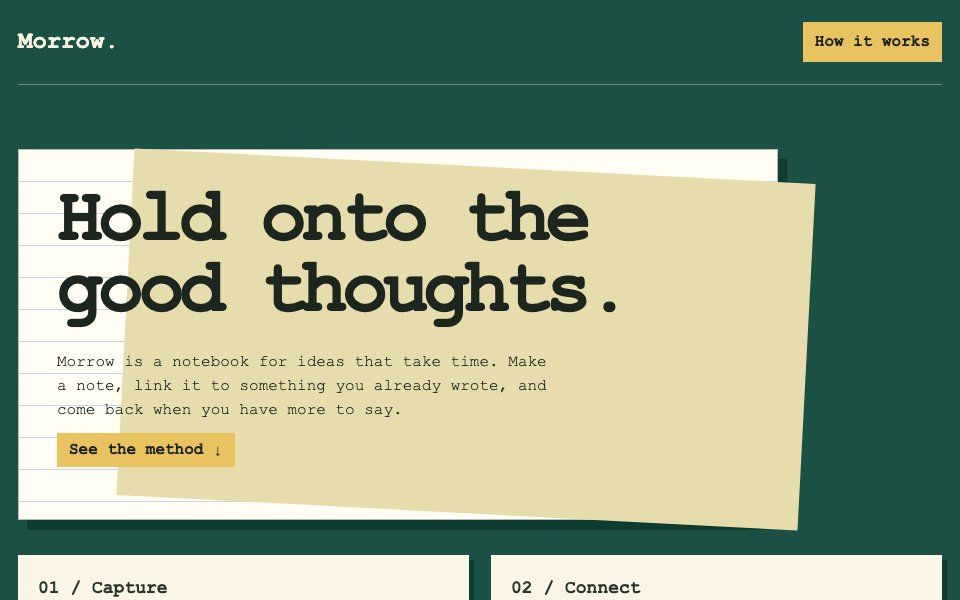 Morrow.
How it works
Hold onto the
good thoughts.
Morrow is a notebook for ideas that take time. Make
a note, link it to something you already wrote, and
come back when you have more to say.
See the method ↓
01 / Capture
02 / Connect